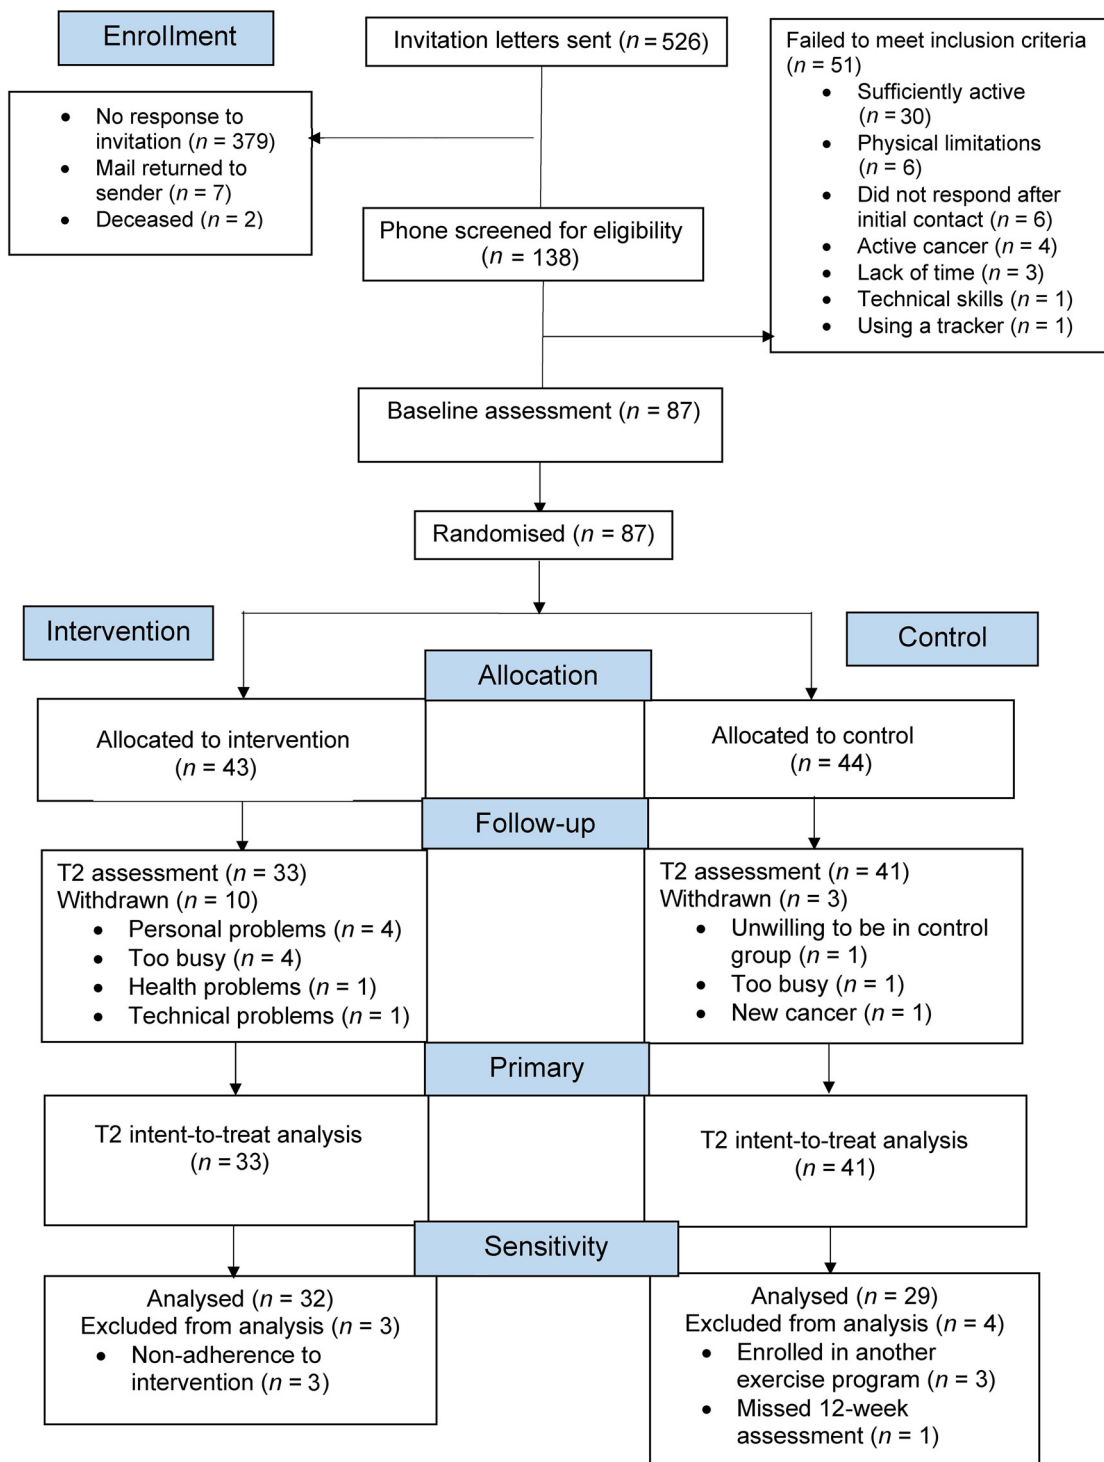 Enrollment
Invitation letters sent (n = 526)
Failed to meet inclusion criteria
(n = 51)
• Sufficiently active
(n = 30)
• Physical limitations
(n = 6)
• Did not respond after
initial contact (n = 6)
• Active cancer (n = 4)
• Lack of time (n = 3)
• Technical skills (n = 1)
• Using a tracker (n = 1)
• No response to
invitation (n = 379)
• Mail returned to
sender (n = 7)
• Deceased (n = 2)
Phone screened for eligibility
(n = 138)
Baseline assessment (n = 87)
Randomised (n = 87)
Intervention
Control
Allocation
Allocated to intervention
(n = 43)
Allocated to control
(n = 44)
Follow-up
T2 assessment (n = 33)
Withdrawn (n = 10)
• Personal problems (n = 4)
• Too busy (n = 4)
• Health problems (n = 1)
• Technical problems (n = 1)
T2 assessment (n = 41)
Withdrawn (n = 3)
• Unwilling to be in control
group (n = 1)
• Too busy (n = 1)
• New cancer (n = 1)
Primary
T2 intent-to-treat analysis
(n = 33)
T2 intent-to-treat analysis
(n = 41)
Sensitivity
Analysed (n = 32)
Excluded from analysis (n = 3)
• Non-adherence to
intervention (n = 3)
Analysed (n = 29)
Excluded from analysis (n = 4)
• Enrolled in another
exercise program (n = 3)
• Missed 12-week
assessment (n = 1)